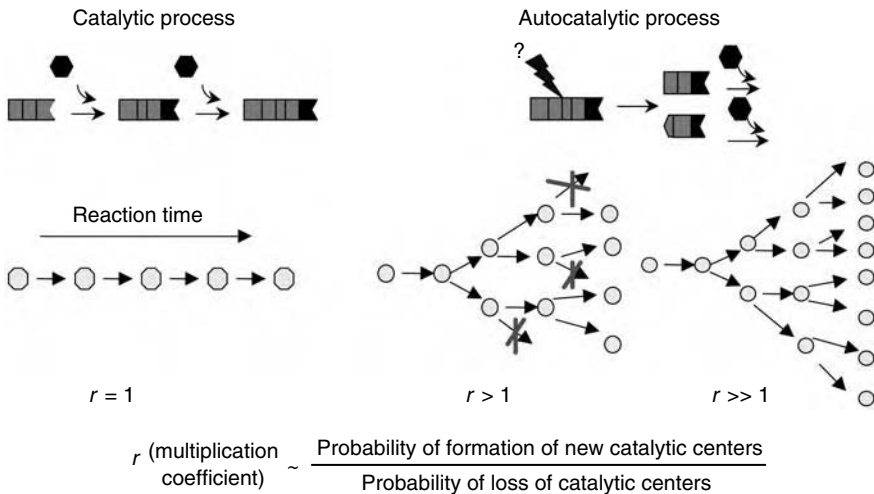 Catalytic process
Autocatalytic process
?
Reaction time
r = 1
r > 1
r >> 1
r (multiplication
coefficient)
~
Probability of formation of new catalytic centers
Probability of loss of catalytic centers